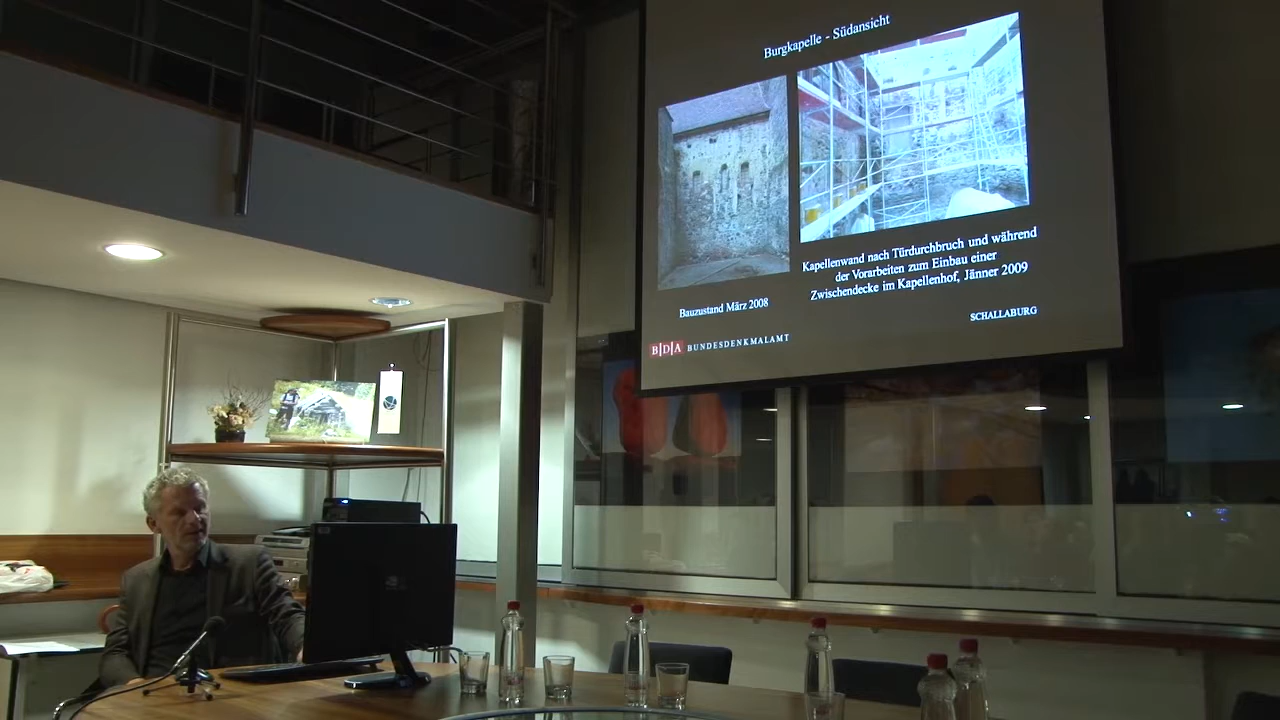 Burgkapelle - Südansicht
Kapellenwand nach Türdurchbruch und während
der Vorarbeiten zum Einbau einer
Zwischendecke im Kapellenhof, Jänner 2009
Bauzustand März 2008
SCHALLABURG
B|D|A BUNDESDENKMALAMT